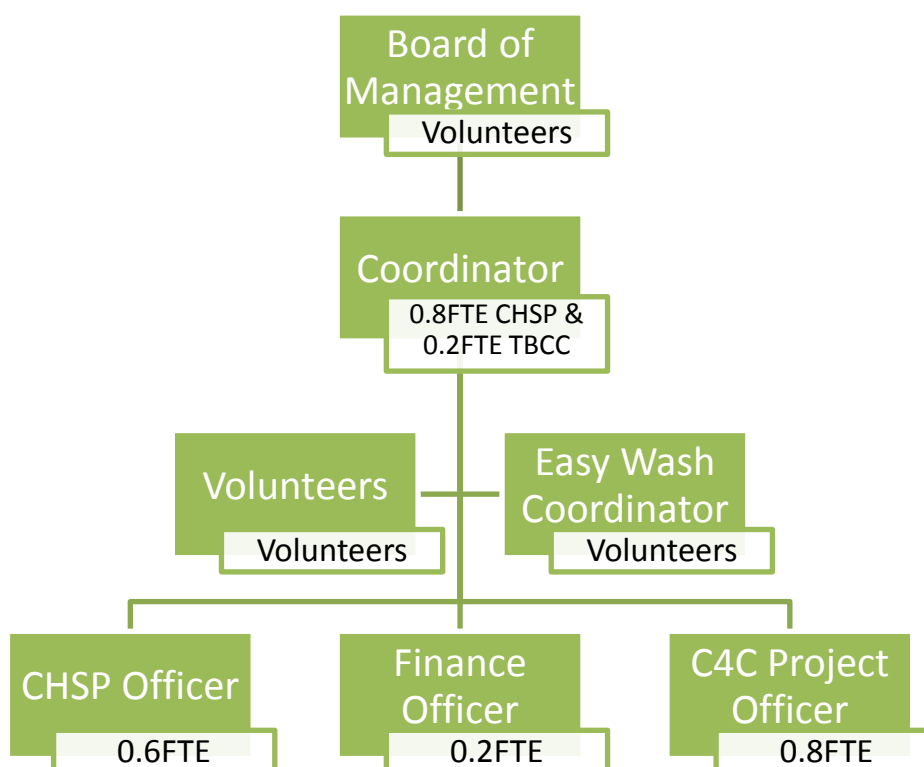 Board of
Management
Volunteers
Coordinator
0.8FTE CHSP &
0.2FTE TBCC
Volunteers
Volunteers
Easy Wash
Coordinator
Volunteers
CHSP Officer
0.6FTE
Finance
Officer
0.2FTE
C4C Project
Officer
0.8FTE